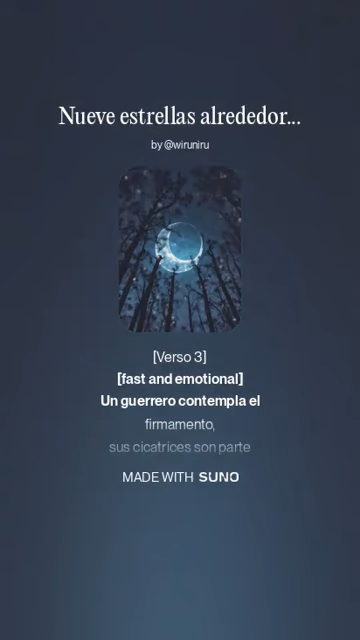 Nueve estrellas alrededor...
by @wiruniru
[Verso 3]
[fast and emotional]
Un guerrero contempla el
firmamento,
sus cicatrices son parte
MADE WITH SUNO